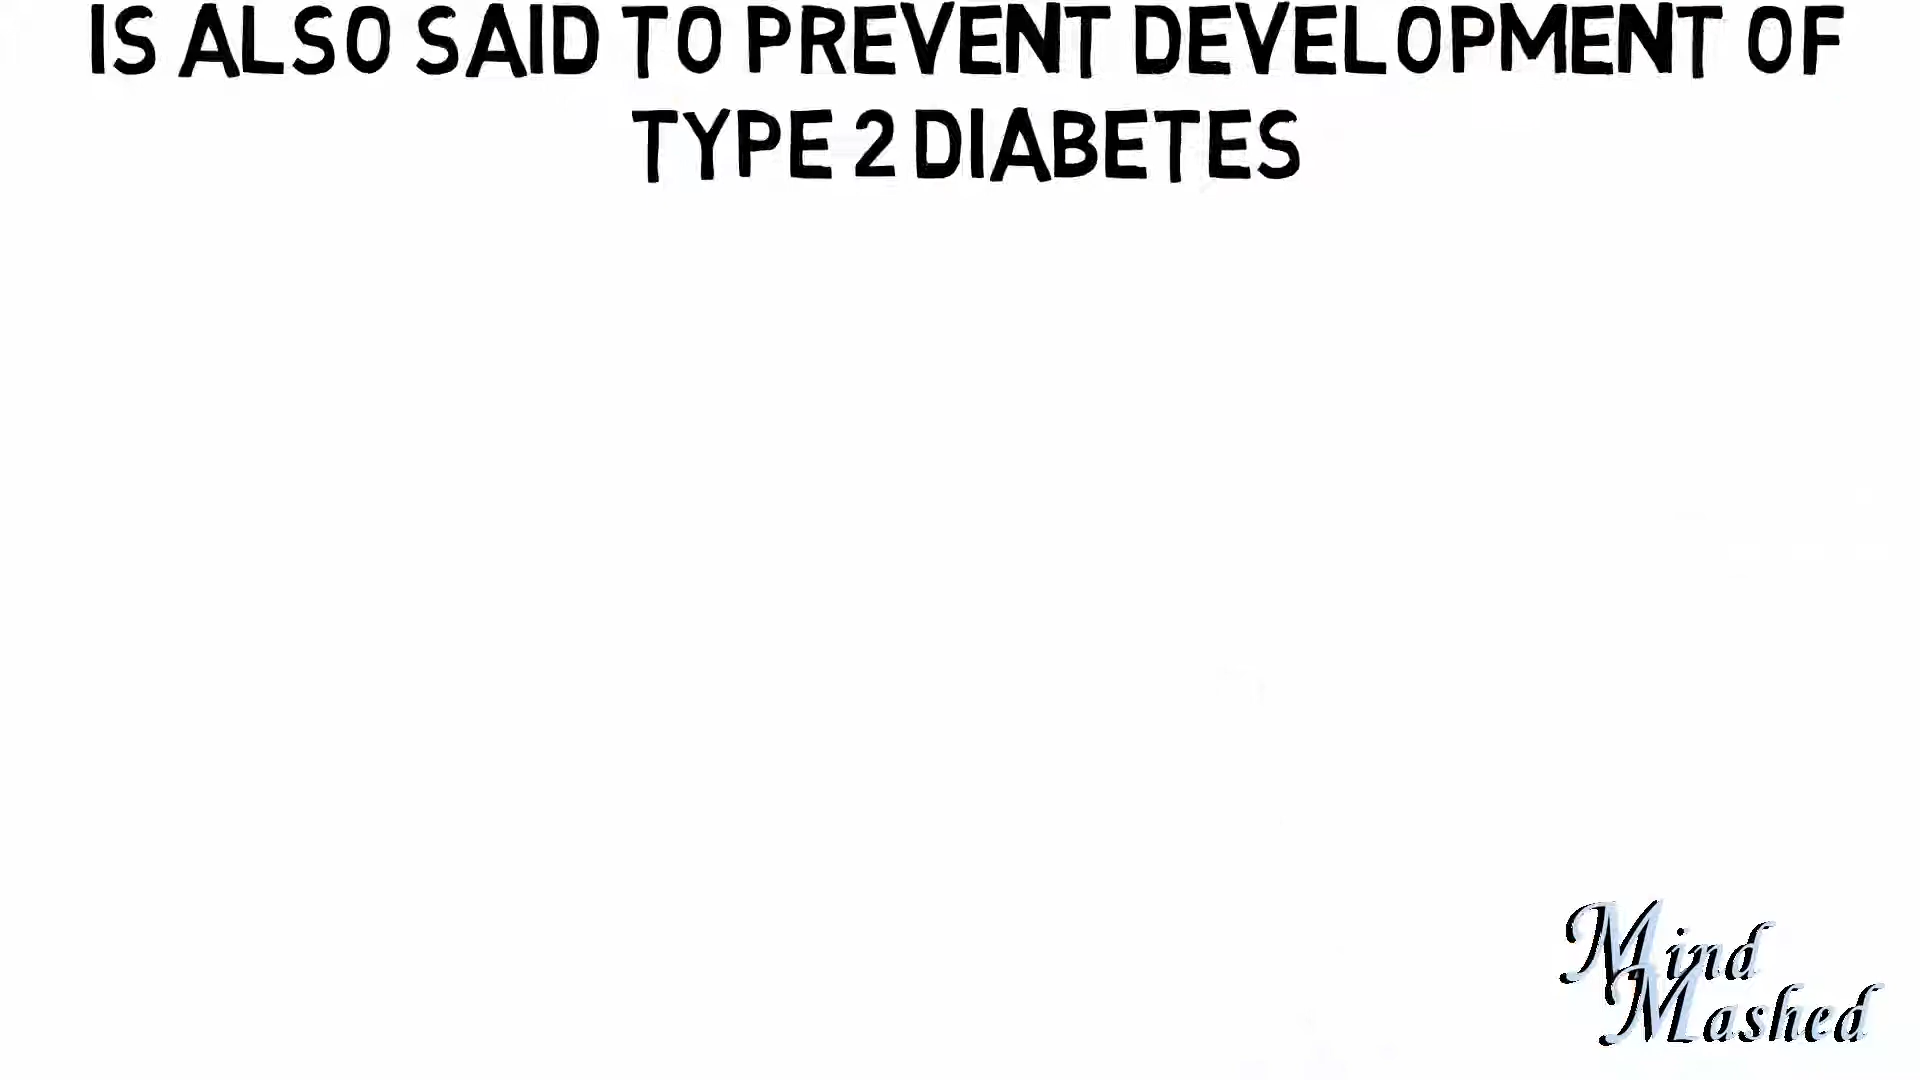 IS ALSO SAID TO PREVENT DEVELOPMENT OF
TYPE 2 DIABETES
Mind
Mashed